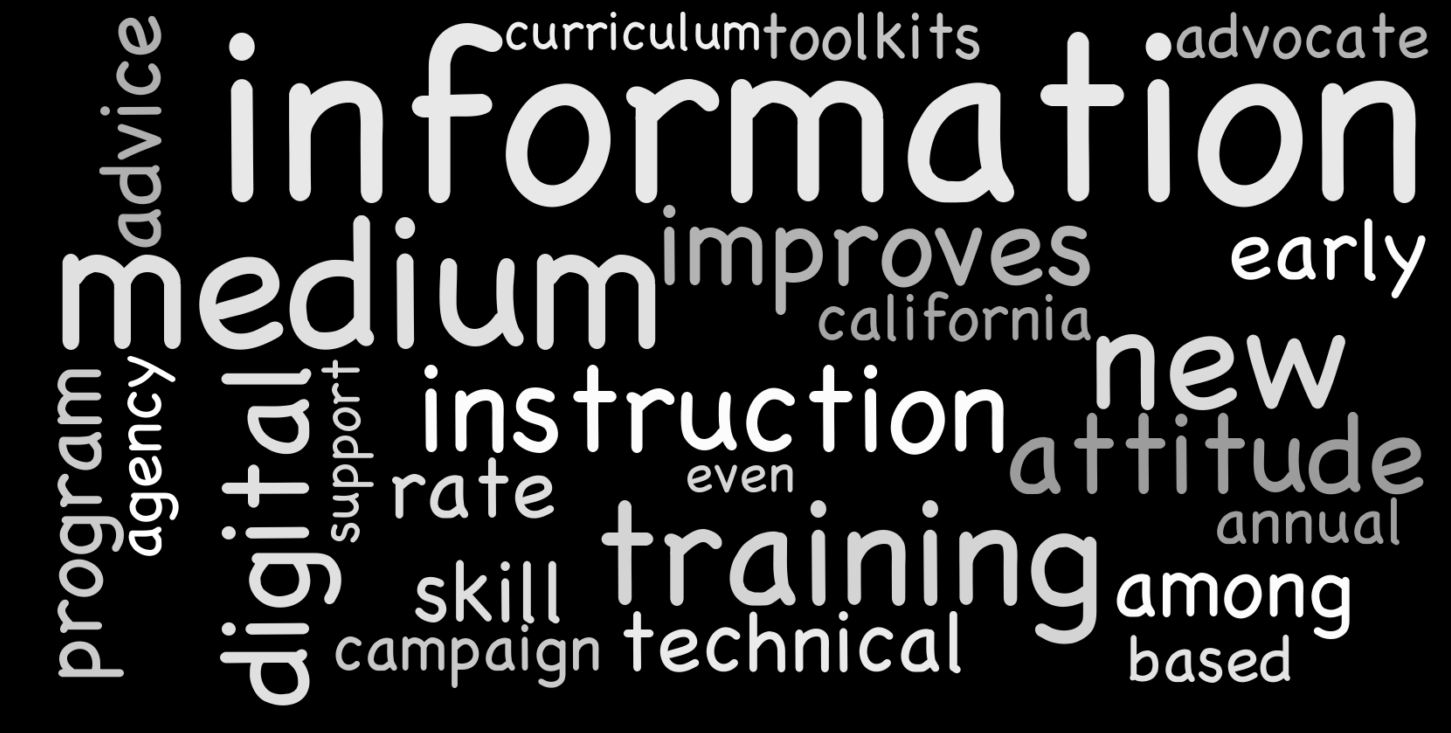 curriculum
toolkits
advocate
advice
information
medium
improves
early
california
new
program
agency
digital
support
instruction
attitude
rate
even
annual
training
skill
among
campaign
technical
based